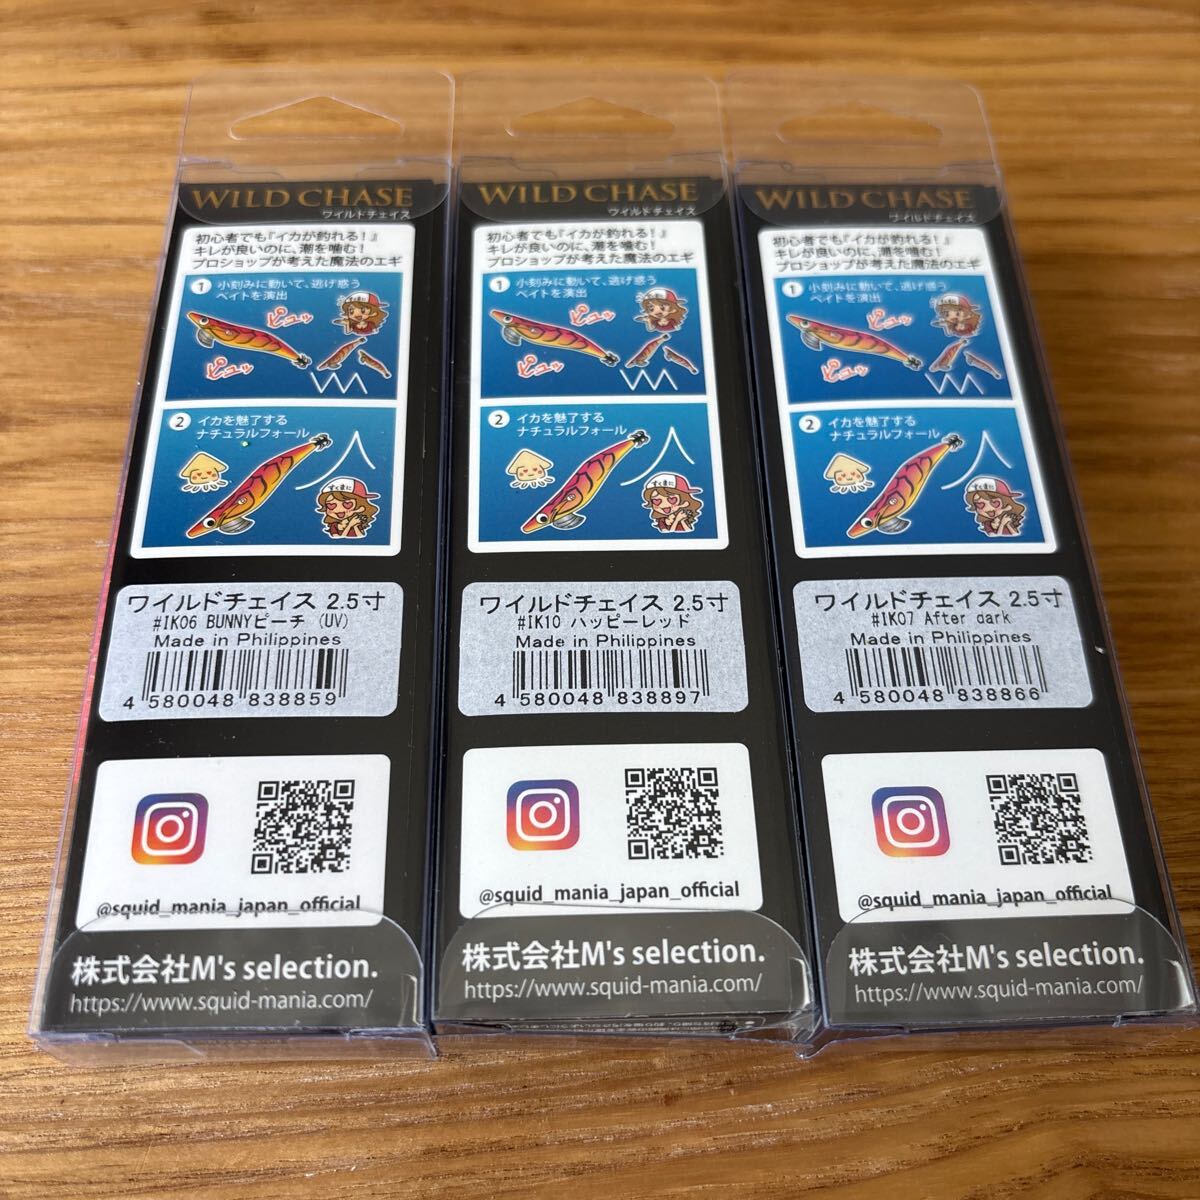 WILD CHASE
ワイルドチェイス
初心者でも『イカが釣れる!』
キレが良いのに、潮を噛む!
プロショップが考えた魔法のエギ
1 小刻みに動いて、逃げ惑う
ベイトを演出
ピュッ
ピュッ
2 イカを魅了する
ナチュラルフォール
すくまに
ワイルドチェイス 2.5寸
#IK06 BUNNYピーチ (UV)
Made in Philippines
4 580048 838859
@squid_mania_japan_official
株式会社M's selection.
https://www.squid-mania.com/
WILD CHASE
ワイルドチェイス
初心者でも『イカが釣れる!』
キレが良いのに、潮を噛む!
プロショップが考えた魔法のエギ
1 小刻みに動いて、逃げ惑う
ベイトを演出
ピュッ
ピュッ
2 イカを魅了する
ナチュラルフォール
すくまに
ワイルドチェイス 2.5寸
#IK10 ハッピーレッド
Made in Philippines
4 580048 838897
@squid_mania_japan_official
株式会社M's selection.
https://www.squid-mania.com/
WILD CHASE
ワイルドチェイス
初心者でも『イカが釣れる!』
キレが良いのに、潮を噛む!
プロショップが考えた魔法のエギ
1 小刻みに動いて、逃げ惑う
ベイトを演出
ピュッ
ピュッ
2 イカを魅了する
ナチュラルフォール
すくまに
ワイルドチェイス 2.5寸
#IK07 After dark
Made in Philippines
4 580048 838866
@squid_mania_japan_official
株式会社M's selection.
https://www.squid-mania.com/